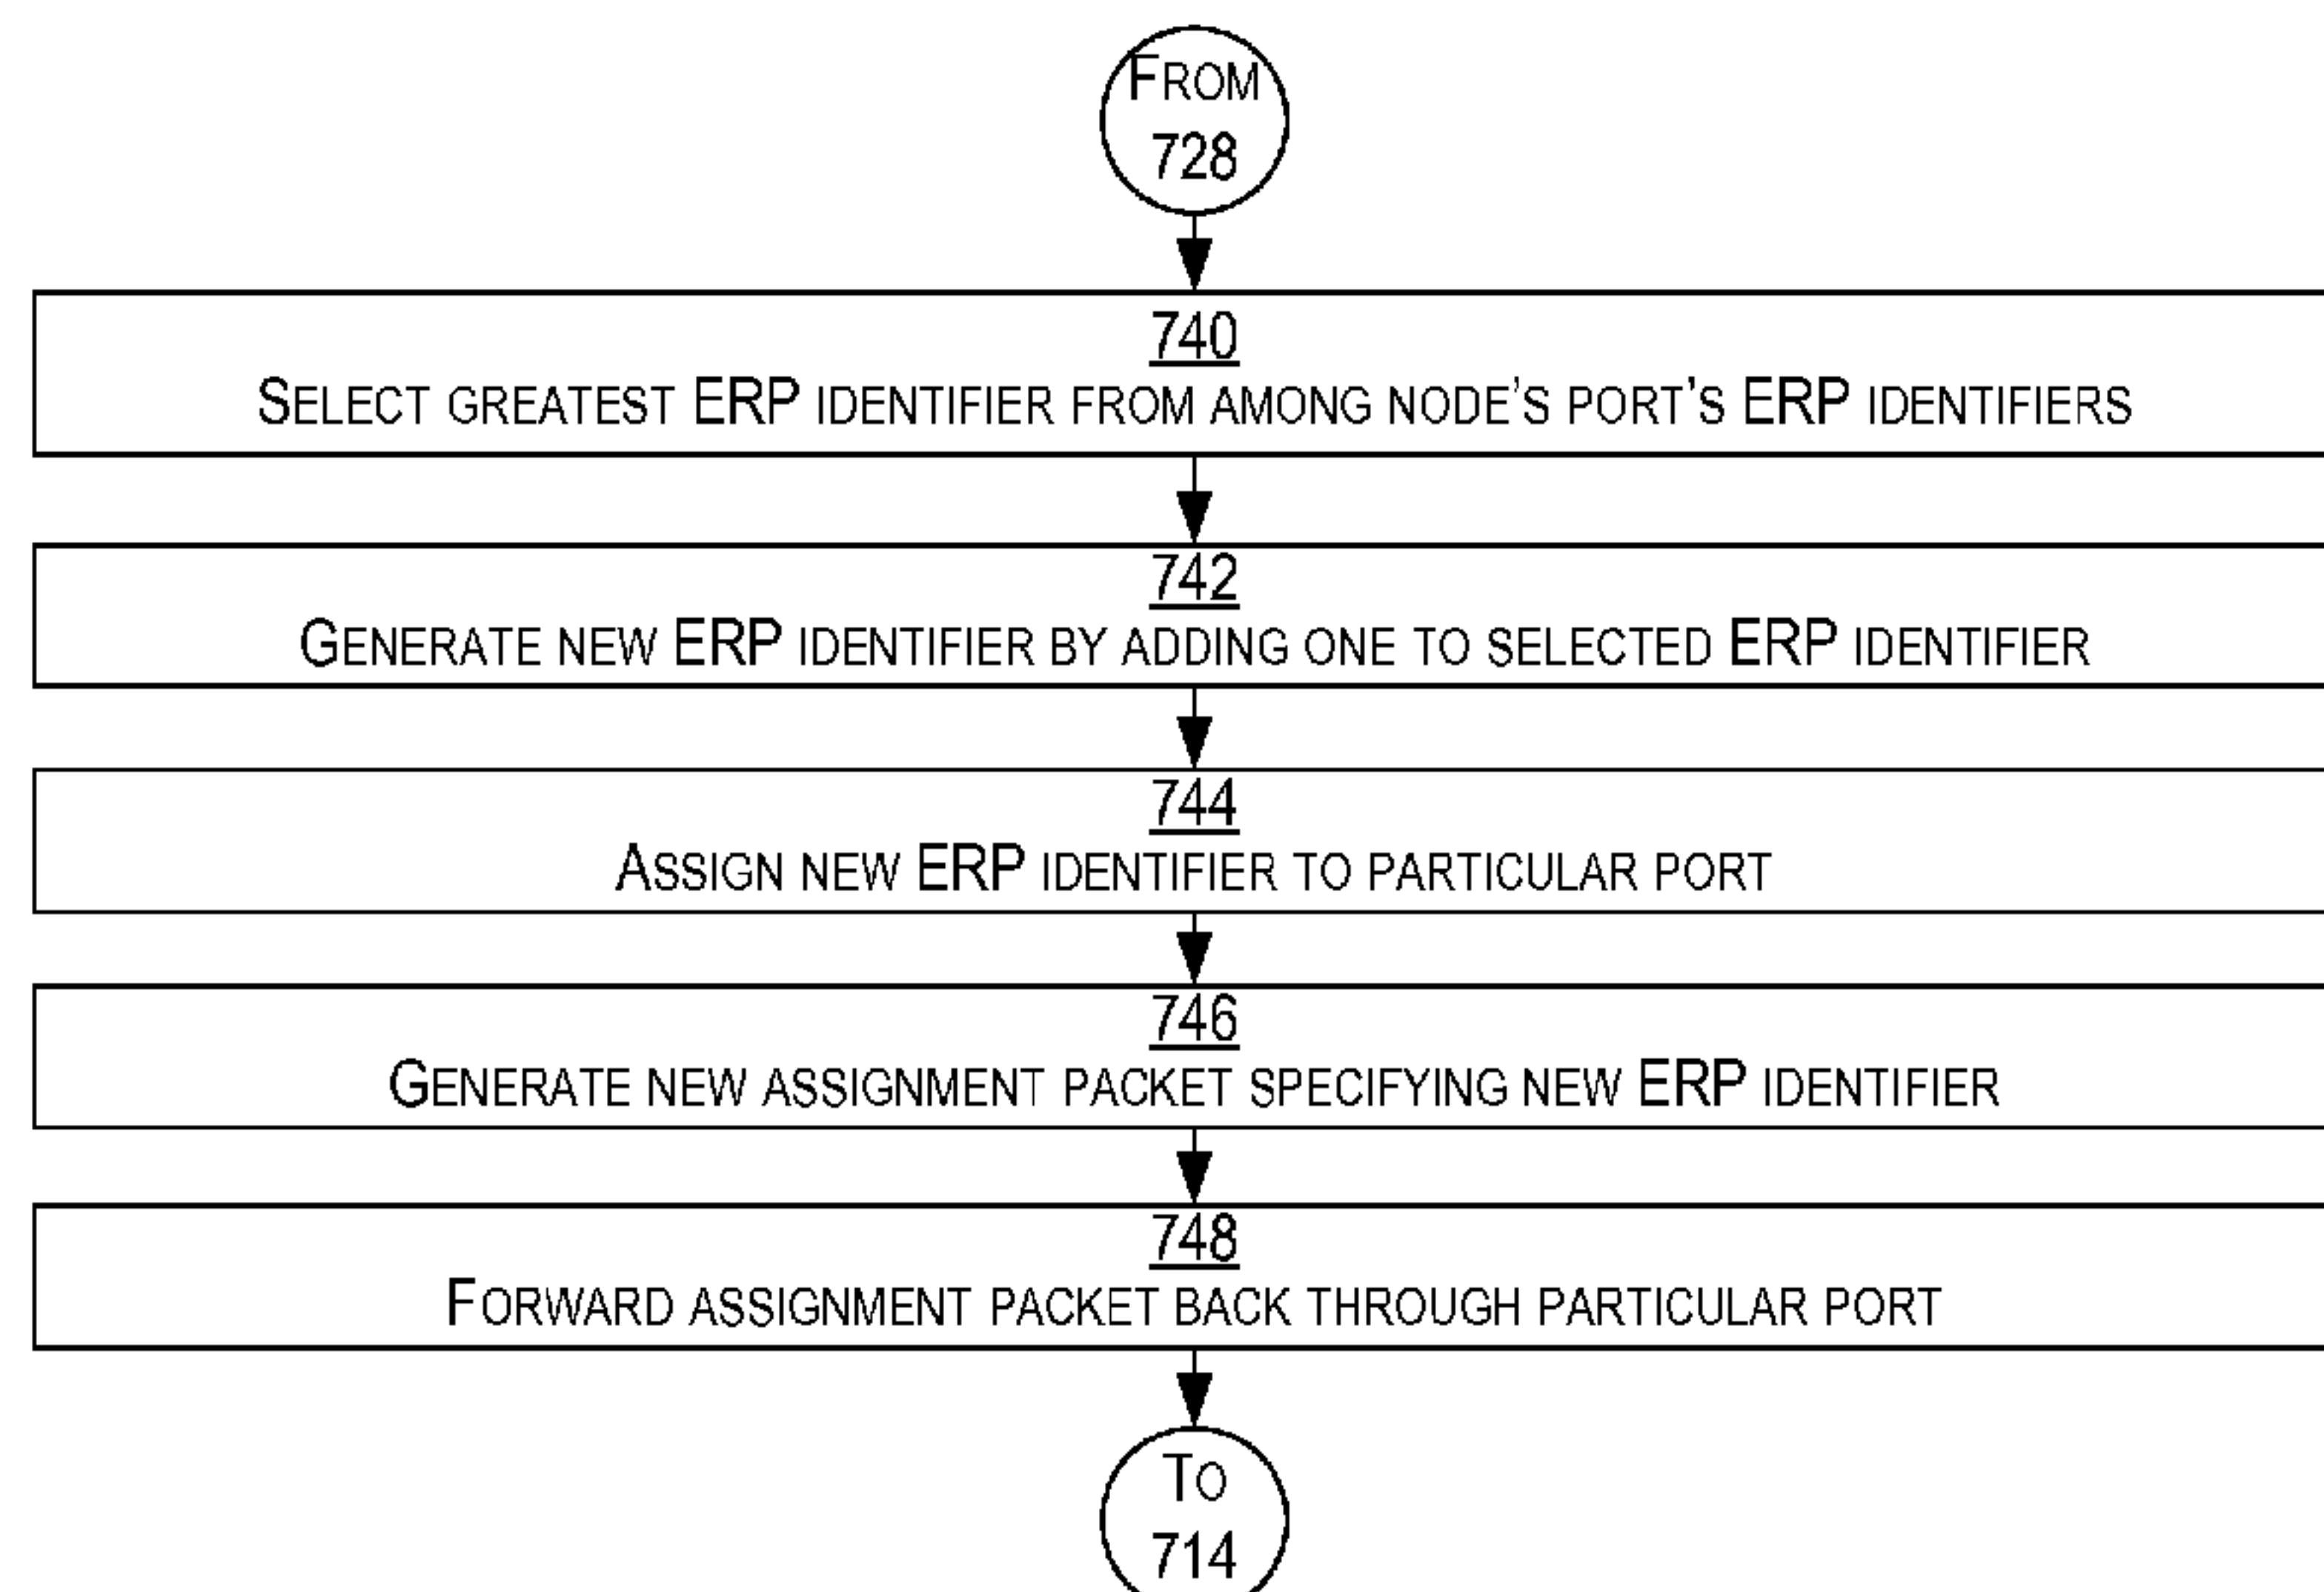 FROM
728
740
SELECT GREATEST ERP IDENTIFIER FROM AMONG NODE'S PORT'S ERP IDENTIFIERS
742
GENERATE NEW ERP IDENTIFIER BY ADDING ONE TO SELECTED ERP IDENTIFIER
744
ASSIGN NEW ERP IDENTIFIER TO PARTICULAR PORT
746
GENERATE NEW ASSIGNMENT PACKET SPECIFYING NEW ERP IDENTIFIER
748
FORWARD ASSIGNMENT PACKET BACK THROUGH PARTICULAR PORT
TO
714